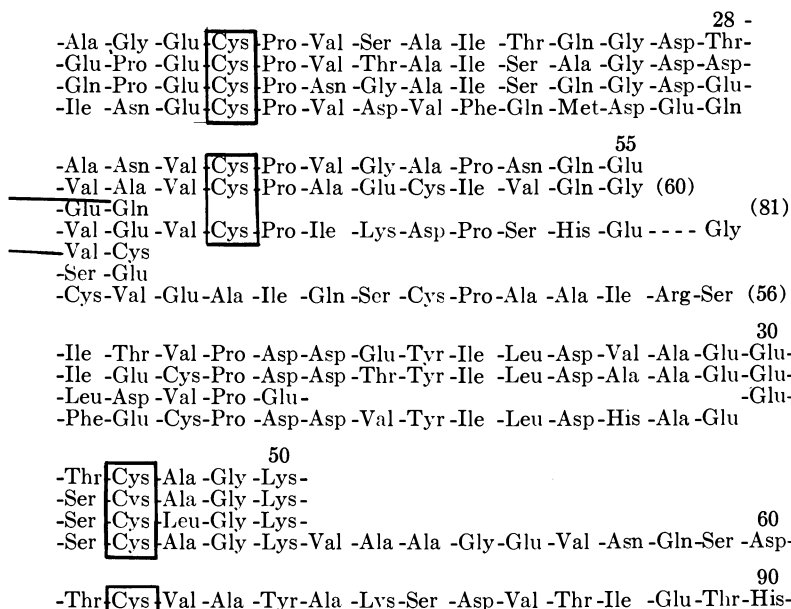 28 -
-Ala -Gly -Glu -Cys -Pro -Val -Ser -Ala -Ile -Thr -Gln -Gly -Asp -Thr-
-Glu -Pro -Glu -Cys -Pro -Val -Thr -Ala -Ile -Ser -Ala -Gly -Asp -Asp-
-Gln -Pro -Glu -Cys -Pro -Asn -Gly -Ala -Ile -Ser -Gln -Gly -Asp -Glu-
-Ile -Asn -Glu -Cys -Pro -Val -Asp -Val -Phe -Gln -Met -Asp -Glu -Gln
55
-Ala -Asn -Val -Cys -Pro -Val -Gly -Ala -Pro -Asn -Gln -Glu
-Val -Ala -Val -Cys -Pro -Ala -Glu -Cys -Ile -Val -Gln -Gly (60)
-Glu -Gln (81)
-Val -Glu -Val -Cys -Pro -Ile -Lys -Asp -Pro -Ser -His -Glu ---- Gly
-Val -Cys
-Ser -Glu
-Cys -Val -Glu -Ala -Ile -Gln -Ser -Cys -Pro -Ala -Ala -Ile -Arg -Ser (56)
30
-Ile -Thr -Val -Pro -Asp -Asp -Glu -Tyr -Ile -Leu -Asp -Val -Ala -Glu -Glu-
-Ile -Glu -Cys -Pro -Asp -Asp -Thr -Tyr -Ile -Leu -Asp -Ala -Ala -Glu -Glu-
-Leu -Asp -Val -Pro -Glu - -Glu-
-Phe -Glu -Cys -Pro -Asp -Asp -Val -Tyr -Ile -Leu -Asp -His -Ala -Glu
50
-Thr -Cys -Ala -Gly -Lys-
-Ser -Cys -Ala -Gly -Lys-
-Ser -Cys -Leu -Gly -Lys-
60
-Ser -Cys -Ala -Gly -Lys -Val -Ala -Ala -Gly -Glu -Val -Asn -Gln -Ser -Asp-
90
-Thr -Cys -Val -Ala -Tyr -Ala -Lys -Ser -Asp -Val -Thr -Ile -Glu -Thr -His-